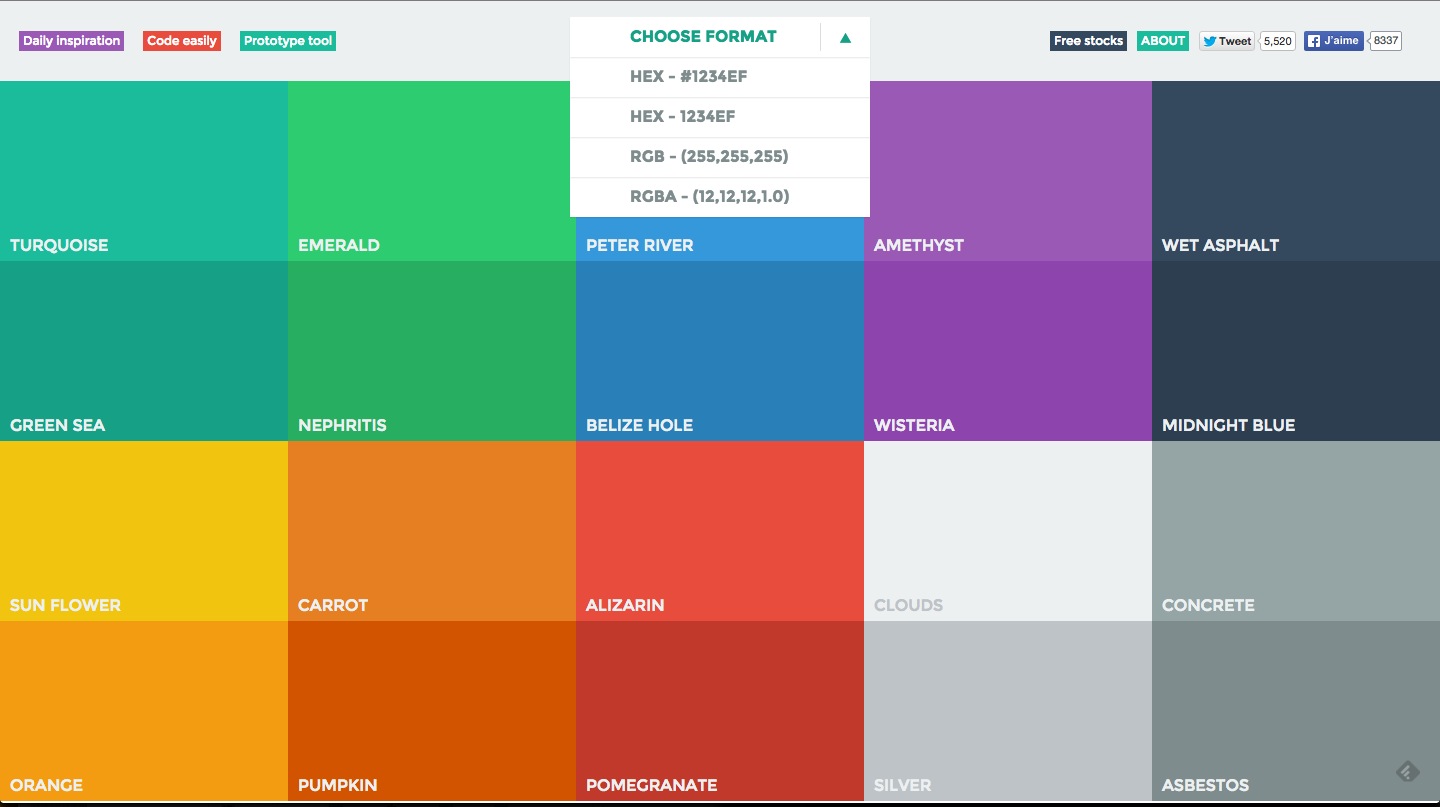 Daily inspiration
Code easily
Prototype tool
CHOOSE FORMAT
HEX - #1234EF
HEX - 1234EF
RGB - (255,255,255)
RGBA - (12,12,12,1.0)
Free stocks
ABOUT
Tweet
5,520
J'aime
8337
TURQUOISE
EMERALD
PETER RIVER
AMETHYST
WET ASPHALT
GREEN SEA
NEPHRITIS
BELIZE HOLE
WISTERIA
MIDNIGHT BLUE
SUN FLOWER
CARROT
ALIZARIN
CLOUDS
CONCRETE
ORANGE
PUMPKIN
POMEGRANATE
SILVER
ASBESTOS